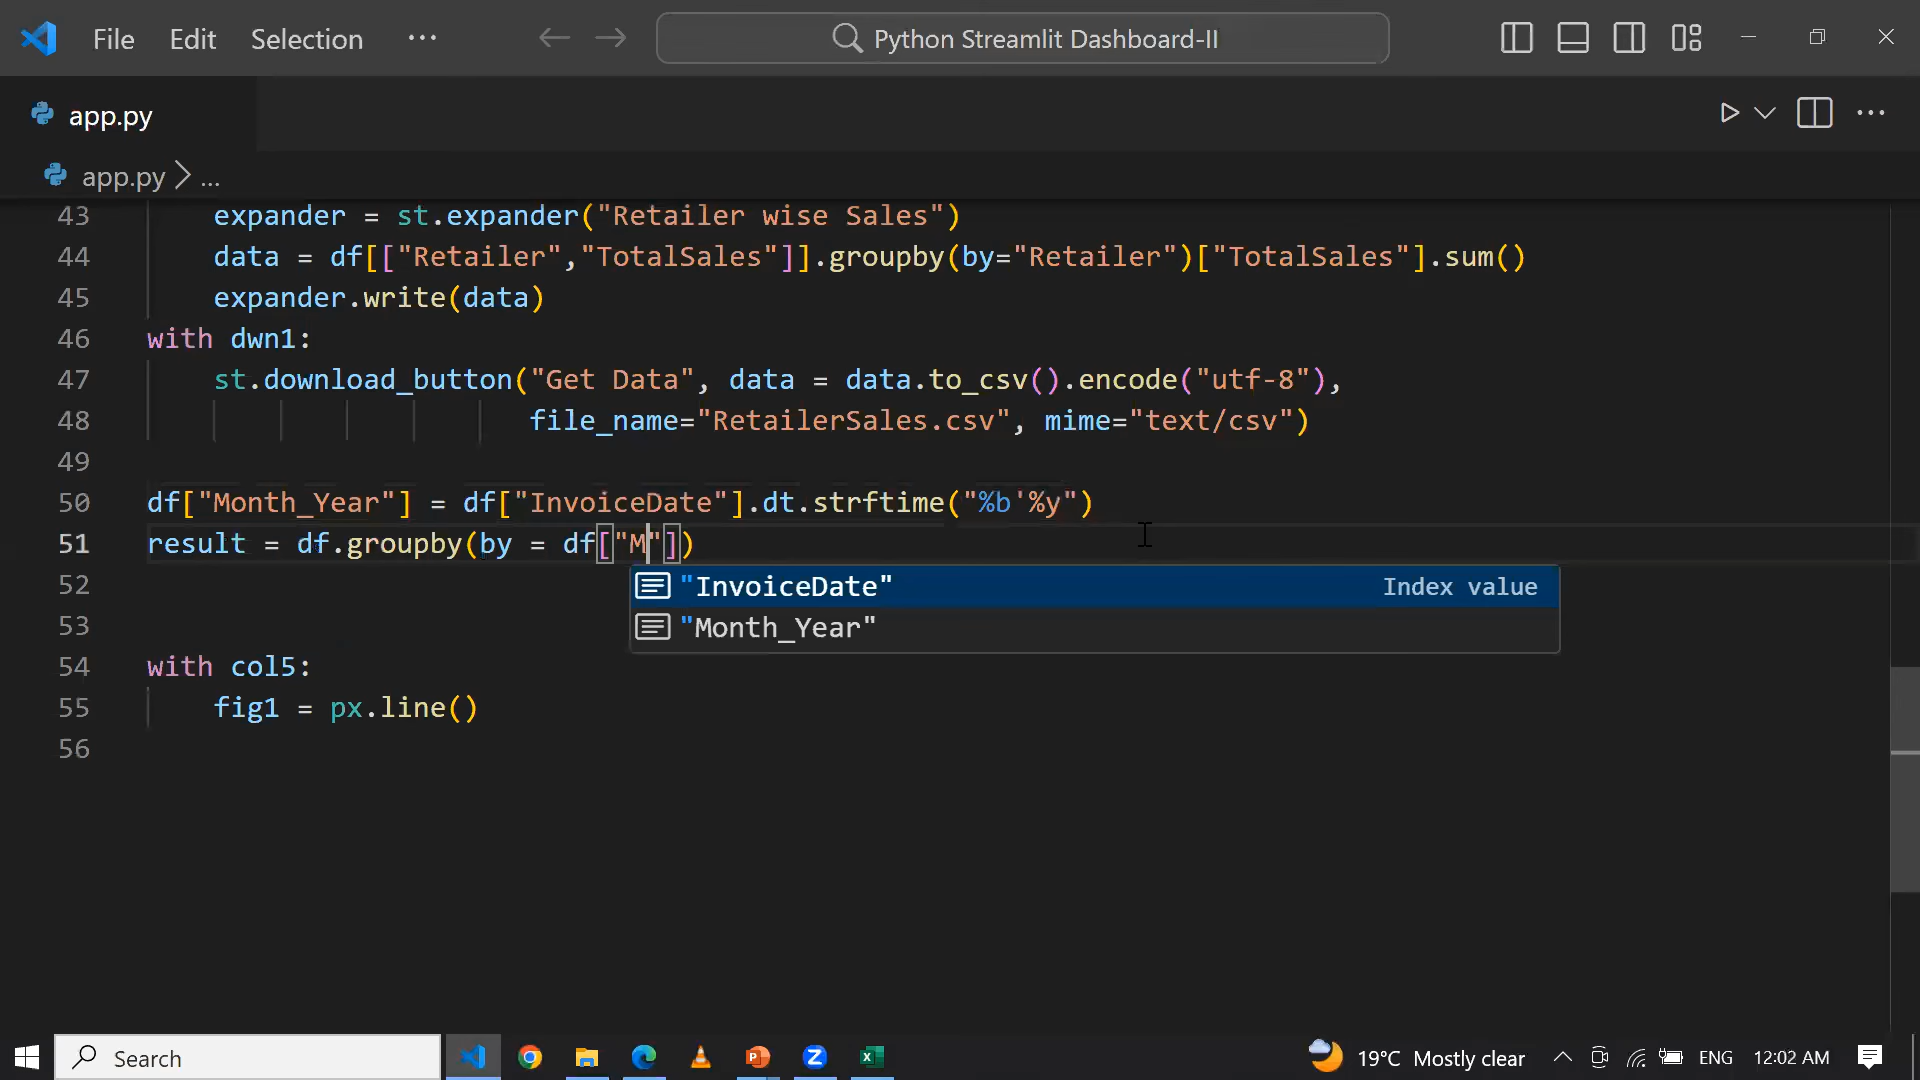 File Edit Selection ··· Python Streamlit Dashboard-II
app.py
app.py > ...
43 expander = st.expander("Retailer wise Sales")
44 data = df[["Retailer","TotalSales"]].groupby(by="Retailer")["TotalSales"].sum()
45 expander.write(data)
46 with dwn1:
47 st.download_button("Get Data", data = data.to_csv().encode("utf-8"),
48 file_name="RetailerSales.csv", mime="text/csv")
49
50 df["Month_Year"] = df["InvoiceDate"].dt.strftime("%b'%y")
51 result = df.groupby(by = df["M"])
"InvoiceDate" Index value
52
"Month_Year"
53
54 with col5:
55 fig1 = px.line()
56
Search 19°C Mostly clear ENG 12:02 AM